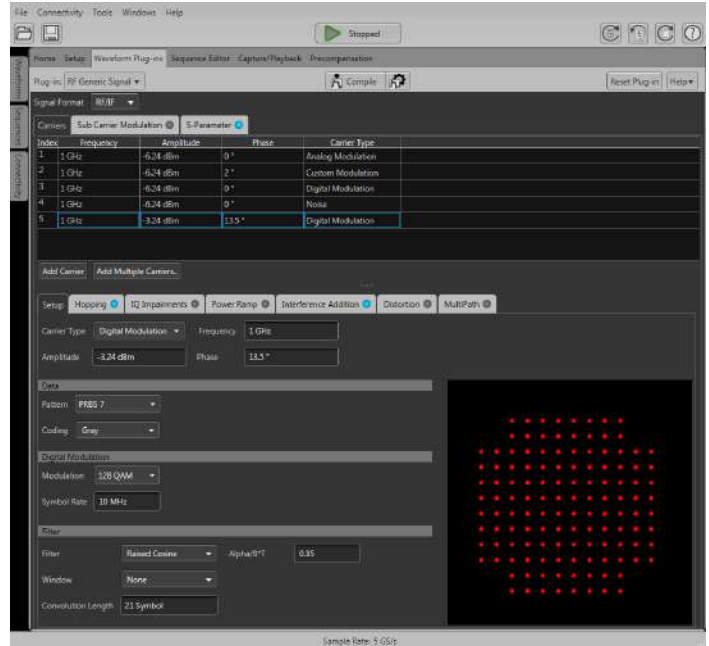 File Connectivity Tools Windows Help
Stopped
Home Setup Waveform Plug-ins Sequence Editor Capture/Playback Precompensation
Plug-in: RF Generic Signal Compile Reset Plug-in Help
Waveforms
Sequences
Connectivity
Signal Format RF/IF
Carriers Sub Carrier Modulation S-Parameter
Index Frequency Amplitude Phase Carrier Type
1 1 GHz -6.24 dBm 0 ° Analog Modulation
2 1 GHz -6.24 dBm 2 ° Custom Modulation
3 1 GHz -6.24 dBm 0 ° Digital Modulation
4 1 GHz -6.24 dBm 0 ° Noise
5 1 GHz -3.24 dBm 13.5 ° Digital Modulation
Add Carrier Add Multiple Carriers..
Setup Hopping IQ Impairments Power Ramp Interference Addition Distortion MultiPath
Carrier Type Digital Modulation Frequency 1 GHz
Amplitude -3.24 dBm Phase 13.5 °
Data
Pattern PRBS 7
Coding Gray
Digital Modulation
Modulation 128 QAM
Symbol Rate 10 MHz
Filter
Filter Raised Cosine Alpha/B*T 0.35
Window None
Convolution Length 21 Symbol
Sample Rate: 5 GS/s